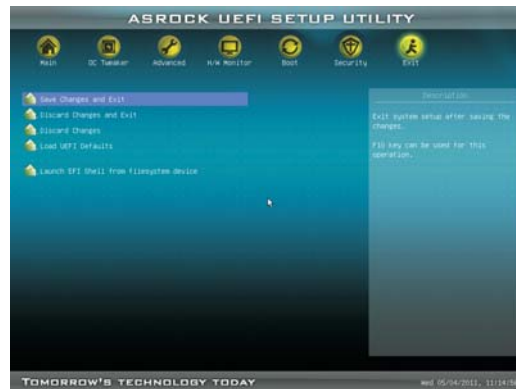 ASROCK UEFI SETUP UTILITY
Main OC Tweaker Advanced H/W Monitor Boot Security Exit
Save Changes and Exit
Discard Changes and Exit
Discard Changes
Load UEFI Defaults
Launch EFI Shell from filesystem device
Description
Exit system setup after saving the
changes.
F10 key can be used for this
operation.
TOMORROW'S TECHNOLOGY TODAY
Wed 05/04/2011, 11:14: